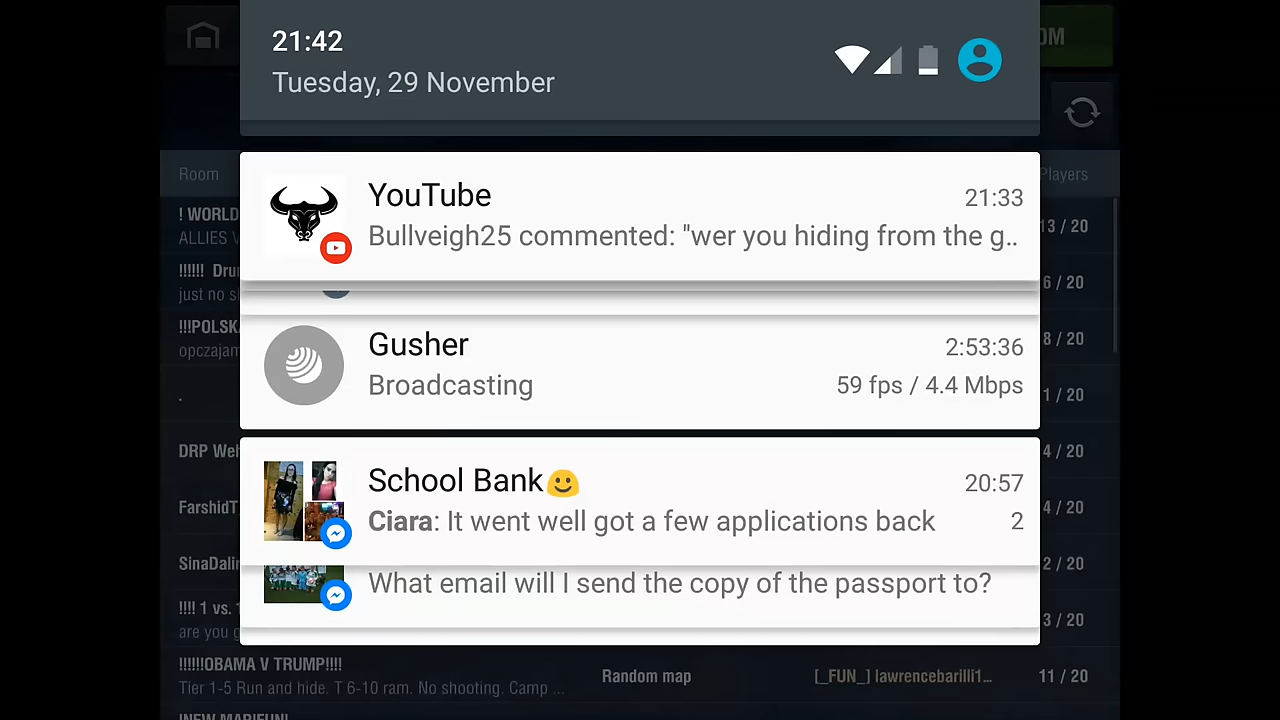 21:42
Tuesday, 29 November
OM
Room
Players
YouTube
21:33
Bullveigh25 commented: "wer you hiding from the g..
! WORLD
ALLIES V
13 / 20
!!!!!! Dru
just no s
6 / 20
Gusher
2:53:36
Broadcasting
59 fps / 4.4 Mbps
!!!POLSKA
opczajam
8 / 20
.
1 / 20
School Bank🙂
20:57
Ciara: It went well got a few applications back
2
DRP Weh
4 / 20
FarshidT
4 / 20
What email will I send the copy of the passport to?
SinaDalir
2 / 20
!!!! 1 vs.
are you g
3 / 20
!!!!!!OBAMA V TRUMP!!!!
Tier 1-5 Run and hide. T 6-10 ram. No shooting. Camp ...
Random map
[_FUN_] lawrencebarilli1...
11 / 20